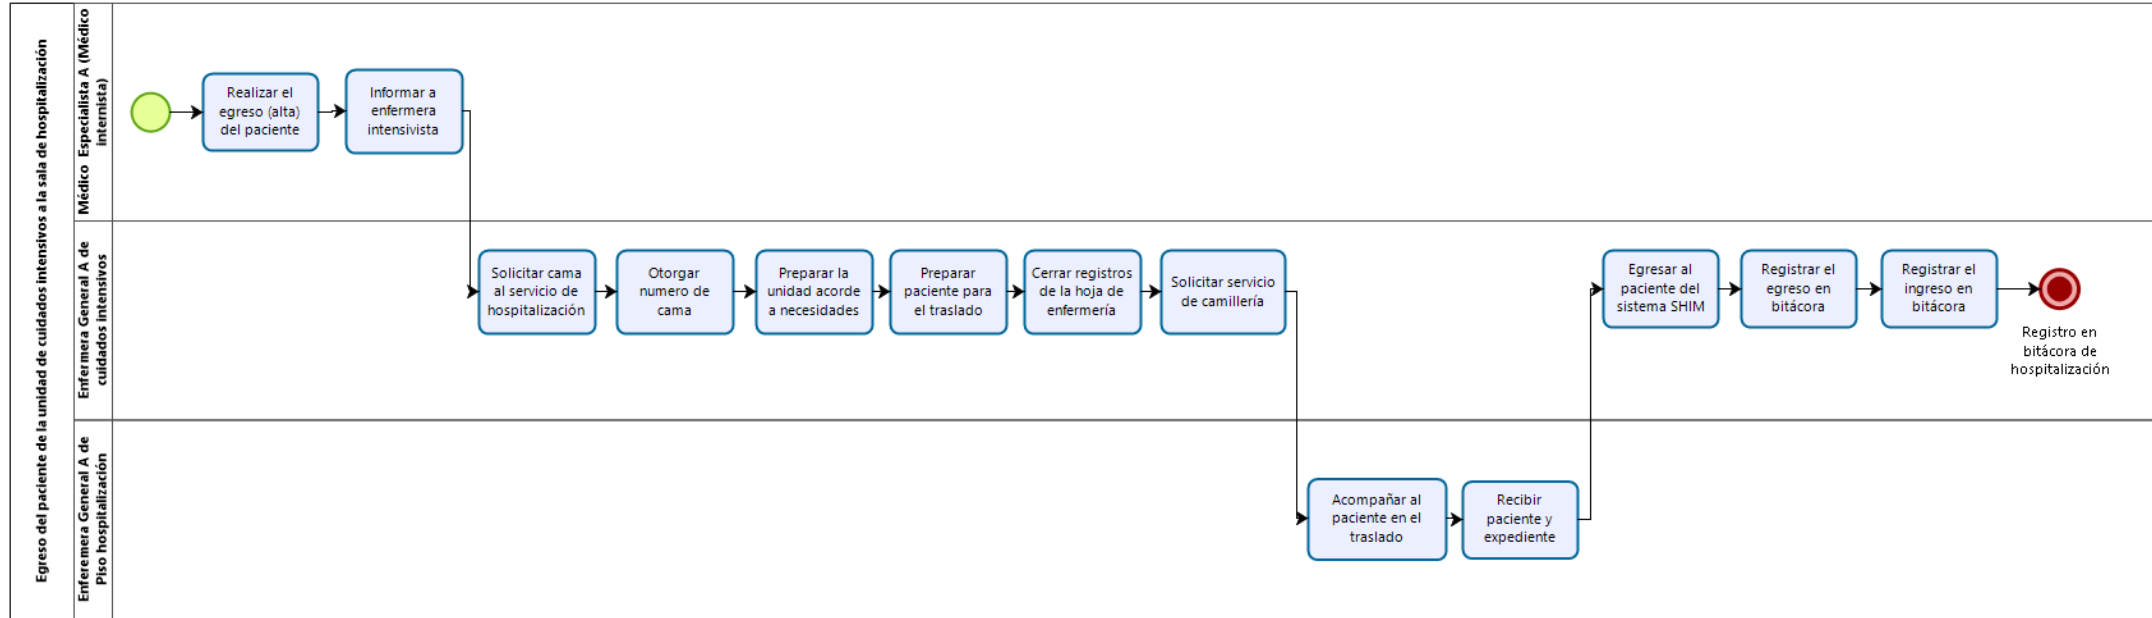 Egreso del paciente de la unidad de cuidados intensivos a la sala de hospitalización
Médico  Especialista A (Médico
internista)
Realizar el
egreso (alta)
del paciente
Informar a
enfermera
intensivista
Enfermera General A de
cuidados intensivos
Solicitar cama
al servicio de
hospitalización
Otorgar
numero de
cama
Preparar la
unidad acorde
a necesidades
Preparar
paciente para
el traslado
Cerrar registros
de la hoja de
enfermería
Solicitar servicio
de camillería
Egresar al
paciente del
sistema SHIM
Registrar el
egreso en
bitácora
Registrar el
ingreso en
bitácora
Registro en
bitácora de
hospitalización
Enferemera General A de
Piso hospitalización
Acompañar al
paciente en el
traslado
Recibir
paciente y
expediente